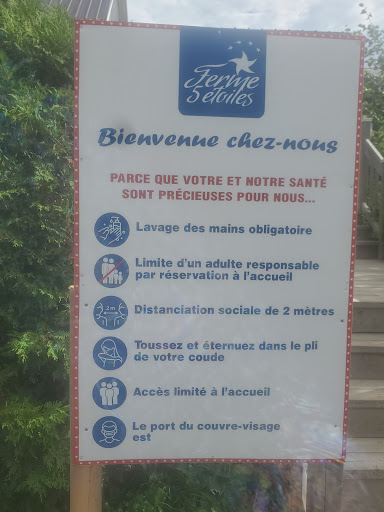 Ferme
5 étoiles
Bienvenue chez-nous
PARCE QUE VOTRE ET NOTRE SANTÉ
SONT PRÉCIEUSES POUR NOUS...
Lavage des mains obligatoire
Limite d'un adulte responsable
par réservation à l'accueil
2 m
Distanciation sociale de 2 mètres
Toussez et éternuez dans le pli
de votre coude
Accès limité à l'accueil
Le port du couvre-visage
est